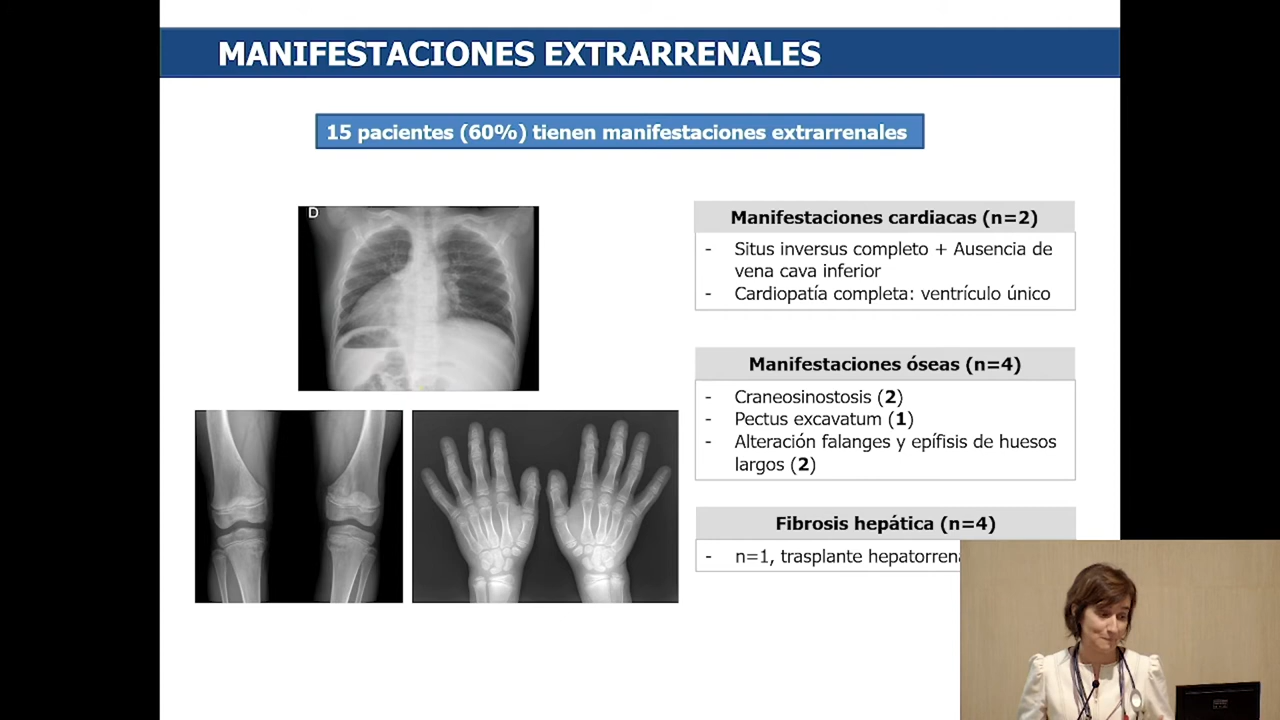 MANIFESTACIONES EXTRARRENALES
15 pacientes (60%) tienen manifestaciones extrarrenales
D
Manifestaciones cardiacas (n=2)
- Situs inversus completo + Ausencia de
vena cava inferior
- Cardiopatía completa: ventrículo único
Manifestaciones óseas (n=4)
- Craneosinostosis (2)
- Pectus excavatum (1)
- Alteración falanges y epífisis de huesos
largos (2)
Fibrosis hepática (n=4)
- n=1, trasplante